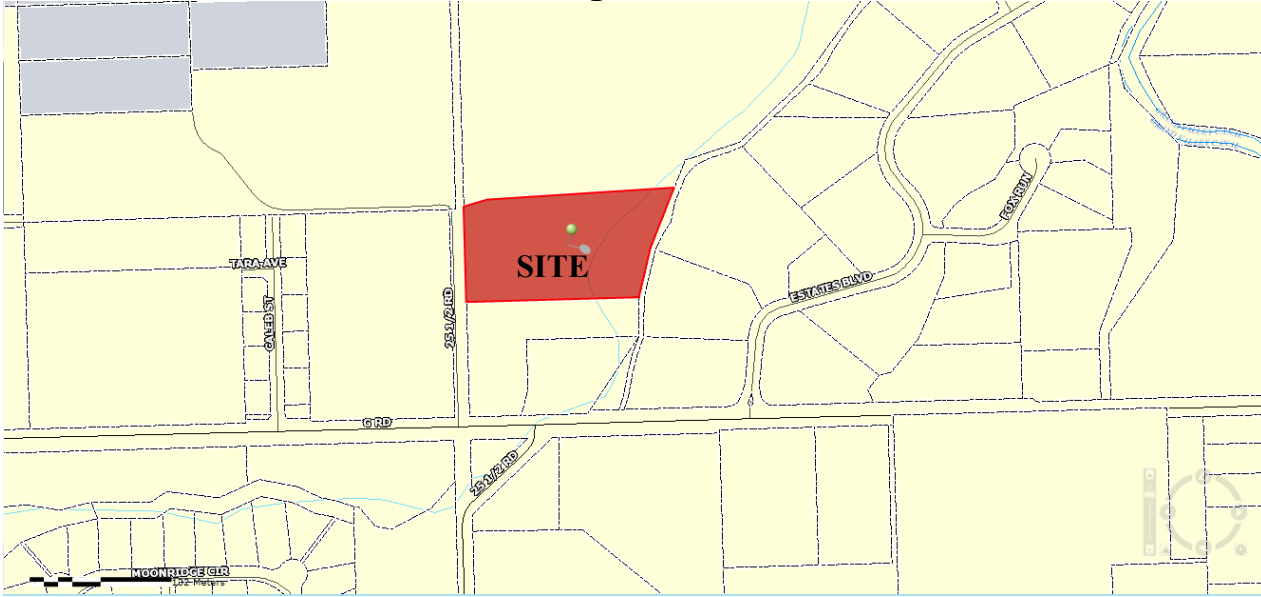 FOX RUN
TARA AVE
SITE
ESTATES BLVD
CALEB ST
25 1/2 RD
G RD
25 1/2 RD
MOONRIDGE CIR